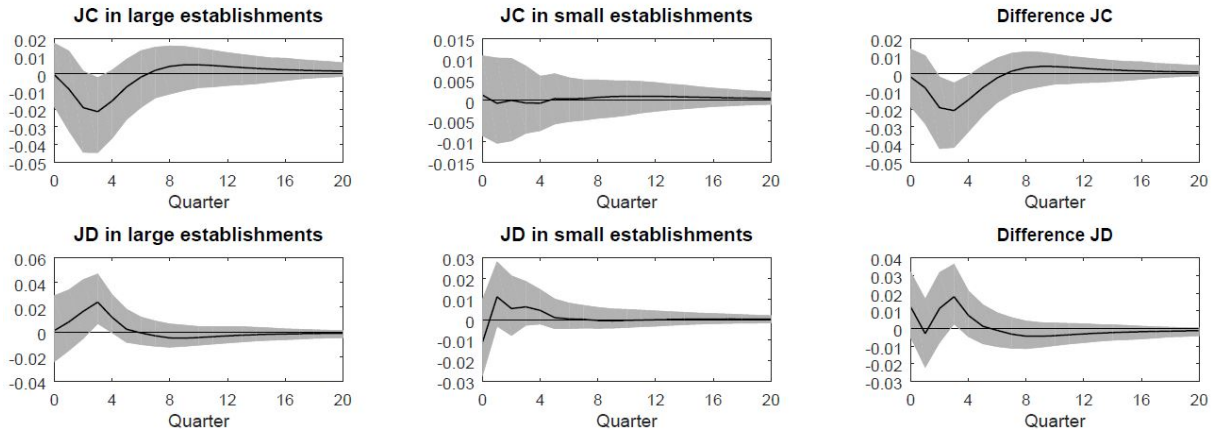 JC in large establishments
0.02
0.01
0
-0.01
-0.02
-0.03
-0.04
-0.05
0 4 8 12 16 20
Quarter
JC in small establishments
0.015
0.01
0.005
0
-0.005
-0.01
-0.015
0 4 8 12 16 20
Quarter
Difference JC
0.02
0.01
0
-0.01
-0.02
-0.03
-0.04
-0.05
0 4 8 12 16 20
Quarter
JD in large establishments
0.06
0.04
0.02
0
-0.02
-0.04
0 4 8 12 16 20
Quarter
JD in small establishments
0.03
0.02
0.01
0
-0.01
-0.02
-0.03
0 4 8 12 16 20
Quarter
Difference JD
0.04
0.03
0.02
0.01
0
-0.01
-0.02
-0.03
0 4 8 12 16 20
Quarter